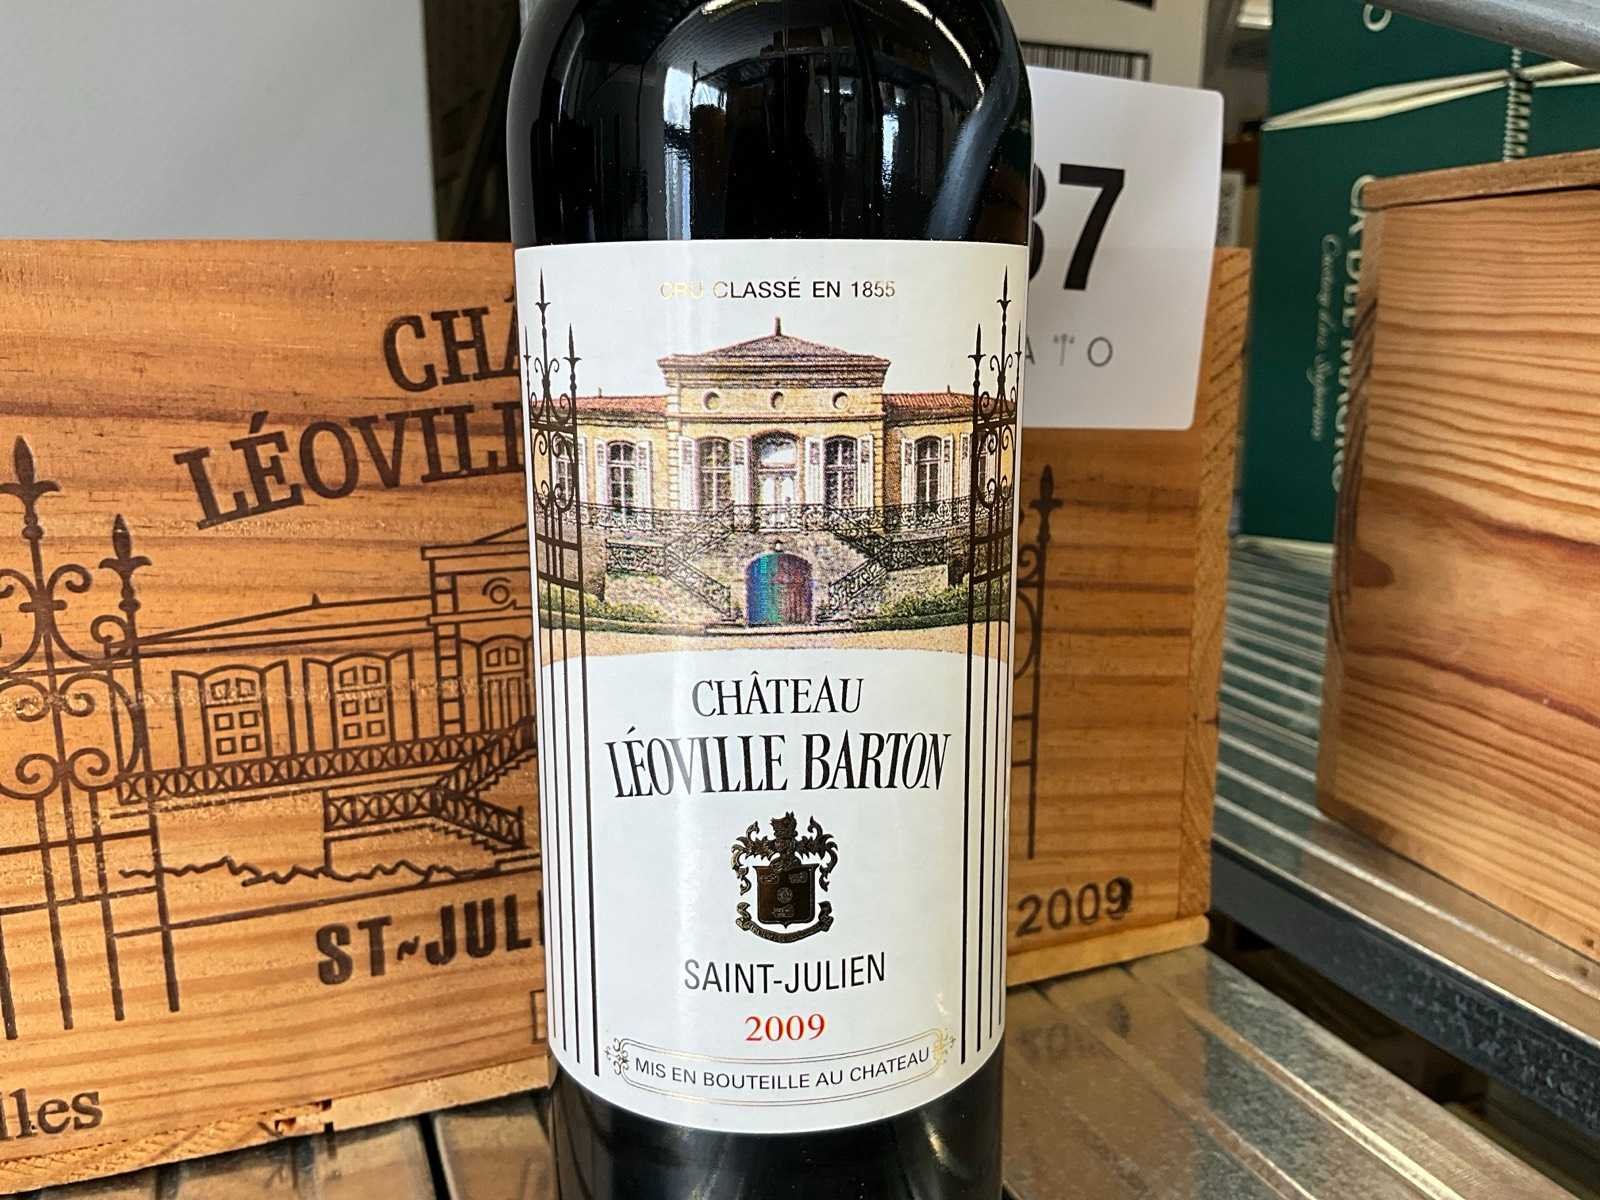 CRU CLASSÉ EN 1855
CHÂTEAU
LÉOVILLE BARTON
SAINT-JULIEN
2009
MIS EN BOUTEILLE AU CHATEAU
CHÂ
LÉOVILL
ST~JUL
2009
37
ATO